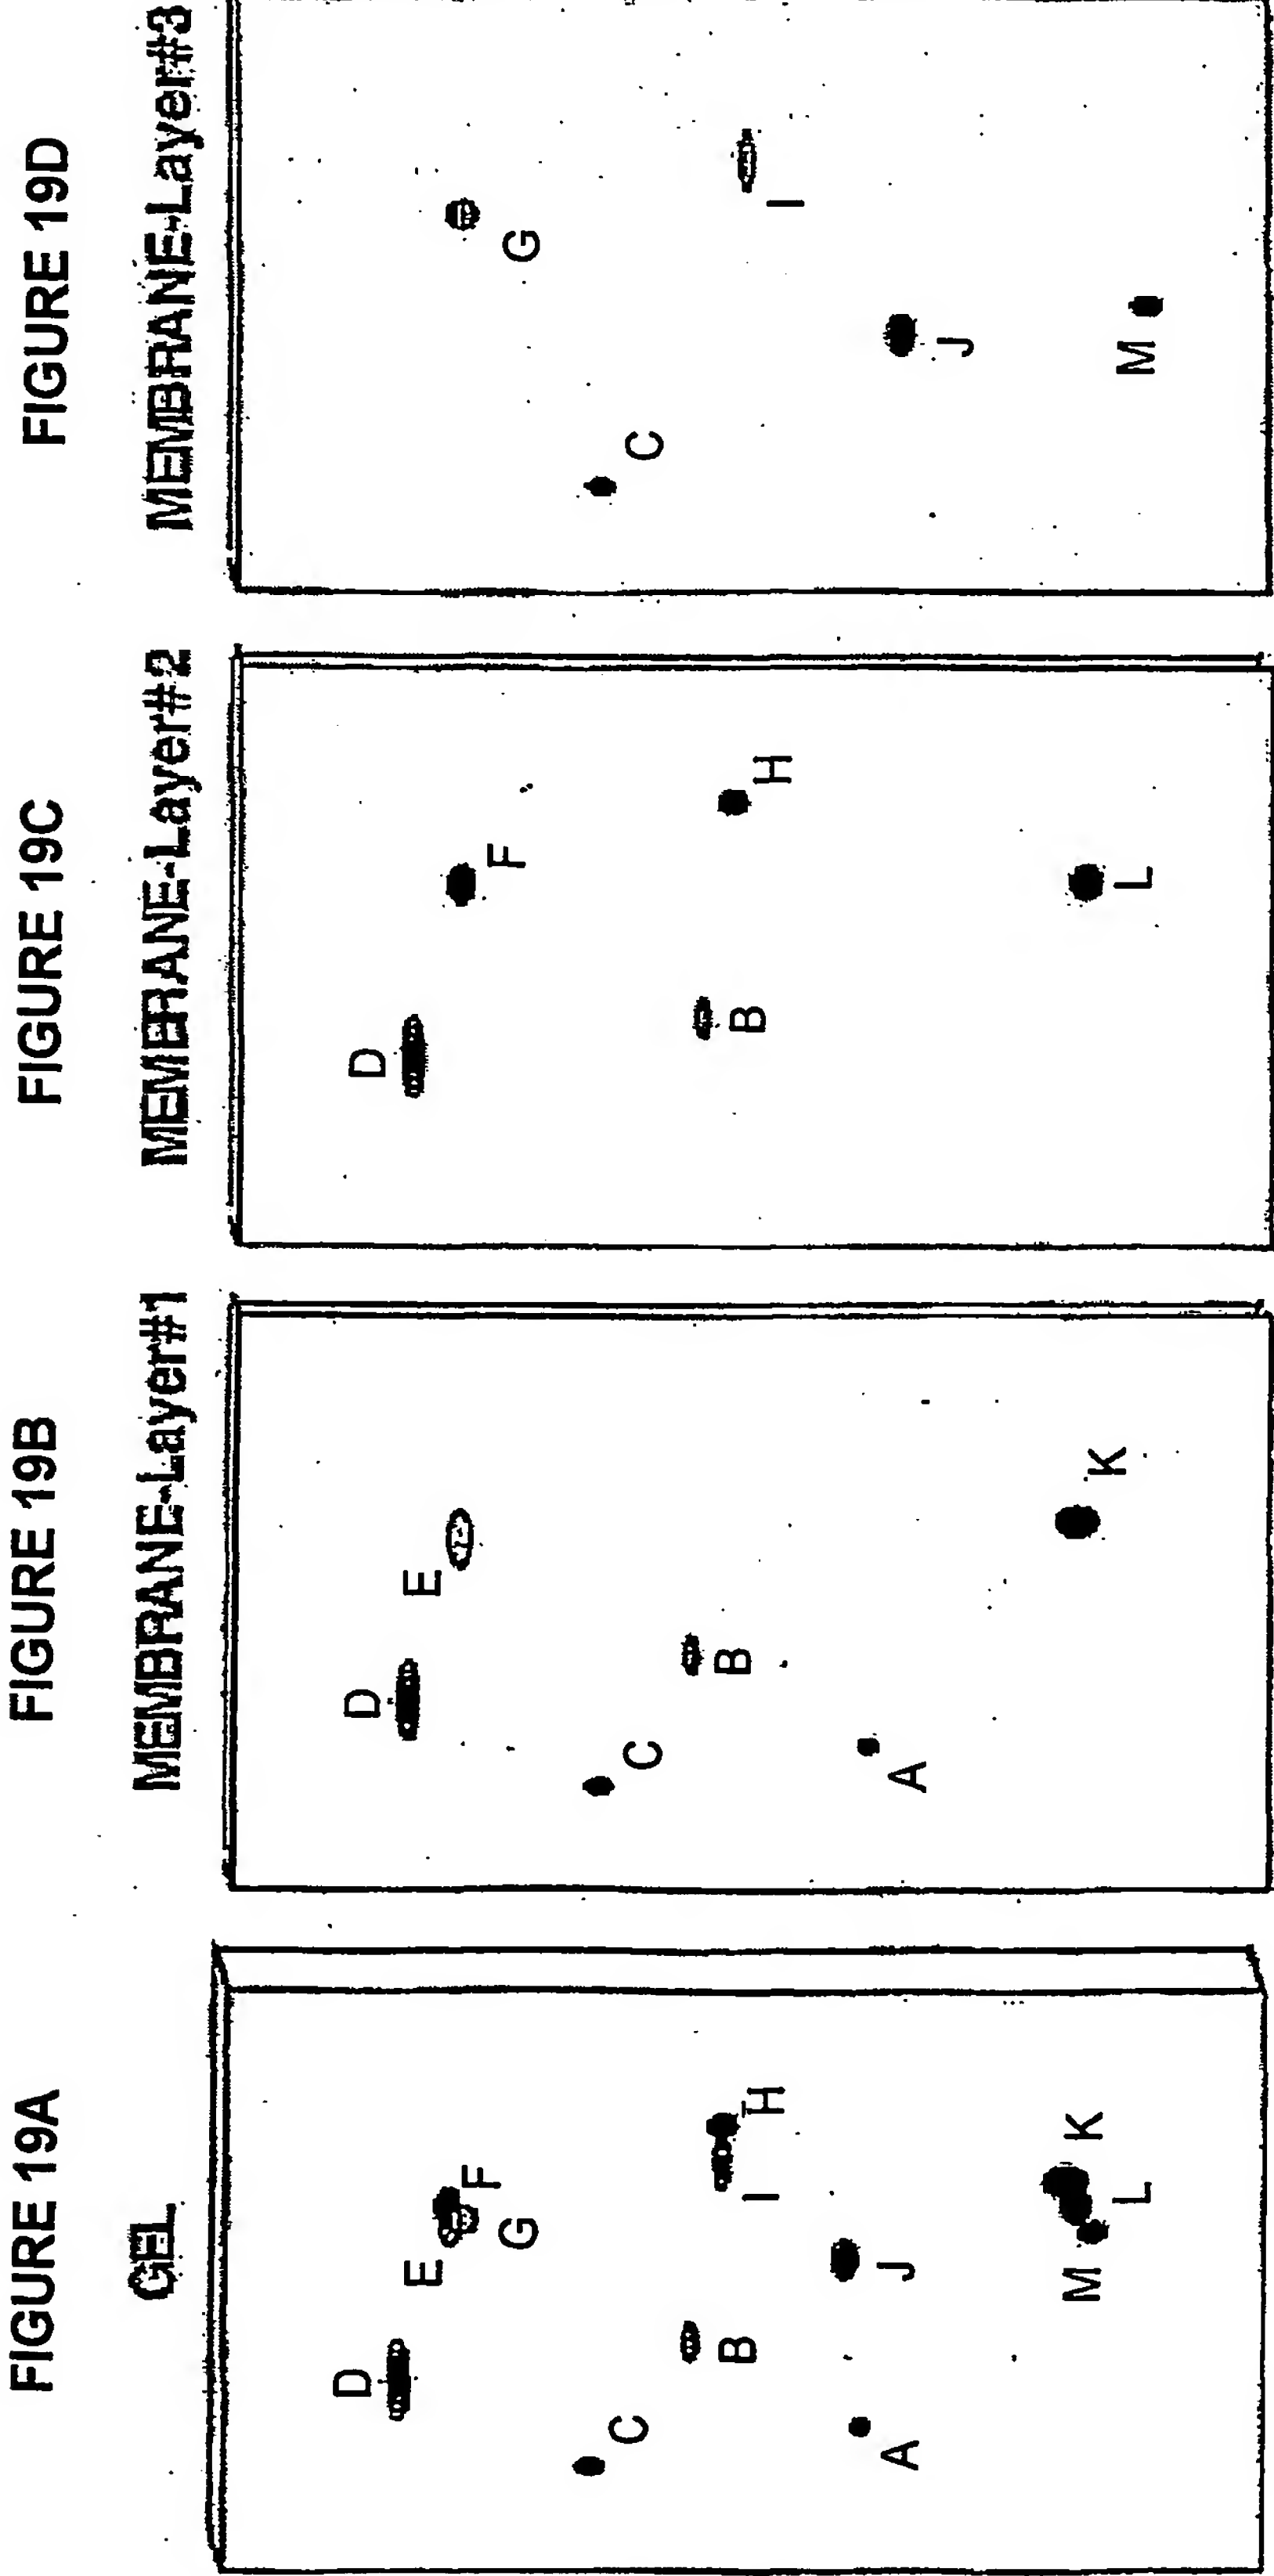 FIGURE 19A
GEL
D
E
F
G
C
B
I
H
J
A
M
L
K
FIGURE 19B
MEMBRANE-Layer#1
D
E
C
B
A
K
FIGURE 19C
MEMBRANE-Layer#2
D
F
B
H
L
FIGURE 19D
MEMBRANE-Layer#3
G
C
I
J
M